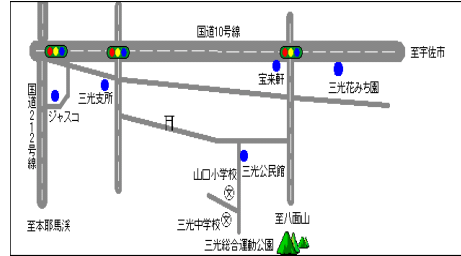 国道10号線
至宇佐市
宝来軒
三光花みち園
三光支所
ジャスコ
国道212号線
山口小学校
三光公民館
文
三光中学校
文
至本耶馬渓
至八面山
三光総合運動公園